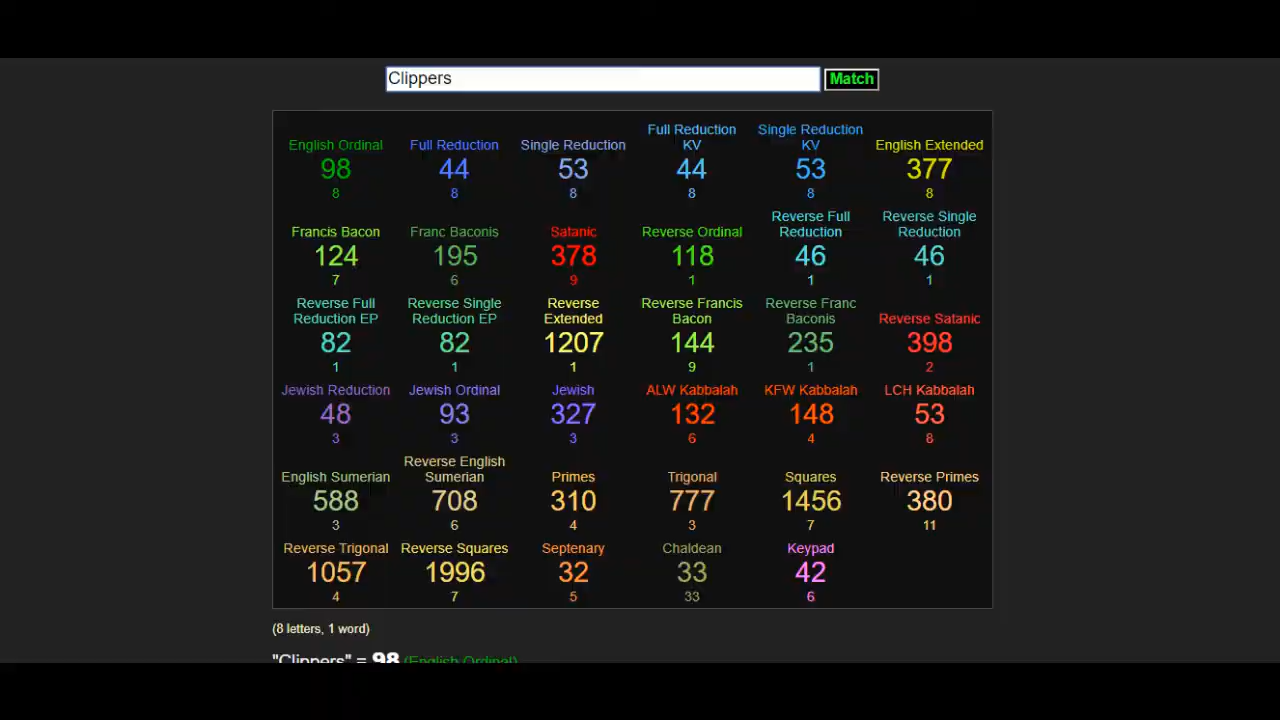 Clippers Match
Full Reduction Single Reduction
English Ordinal Full Reduction Single Reduction KV KV English Extended
98 44 53 44 53 377
8 8 8 8 8 8
Reverse Full Reverse Single
Francis Bacon Franc Baconis Satanic Reverse Ordinal Reduction Reduction
124 195 378 118 46 46
7 6 9 1 1 1
Reverse Full Reverse Single Reverse Reverse Francis Reverse Franc
Reduction EP Reduction EP Extended Bacon Baconis Reverse Satanic
82 82 1207 144 235 398
1 1 1 9 1 2
Jewish Reduction Jewish Ordinal Jewish ALW Kabbalah KFW Kabbalah LCH Kabbalah
48 93 327 132 148 53
3 3 3 6 4 8
Reverse English
English Sumerian Sumerian Primes Trigonal Squares Reverse Primes
588 708 310 777 1456 380
3 6 4 3 7 11
Reverse Trigonal Reverse Squares Septenary Chaldean Keypad
1057 1996 32 33 42
4 7 5 33 6
(8 letters, 1 word)
"Clippers" = 98 (English Ordinal)